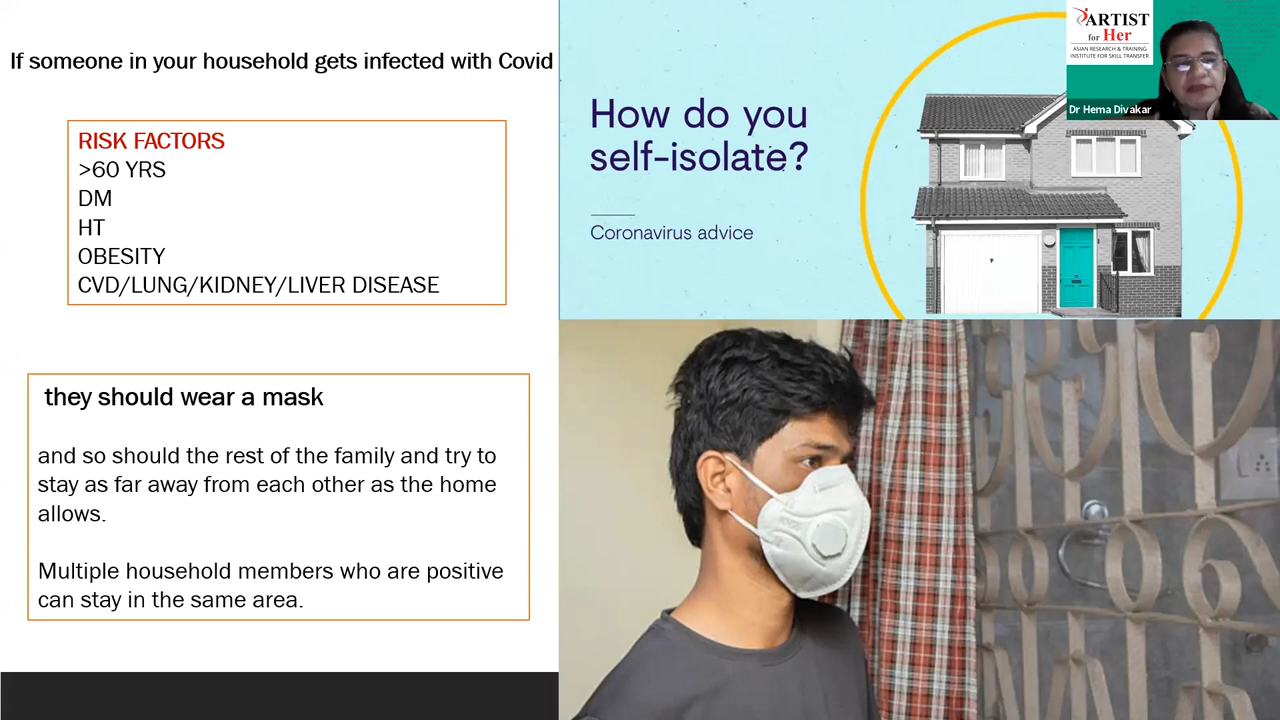 If someone in your household gets infected with Covid
RISK FACTORS
>60 YRS
DM
HT
OBESITY
CVD/LUNG/KIDNEY/LIVER DISEASE
they should wear a mask
and so should the rest of the family and try to
stay as far away from each other as the home
allows.
Multiple household members who are positive
can stay in the same area.
How do you
self-isolate?
Coronavirus advice
ARTIST
for Her
ASIAN RESEARCH & TRAINING
INSTITUTE FOR SKILL TRANSFER
Dr Hema Divakar